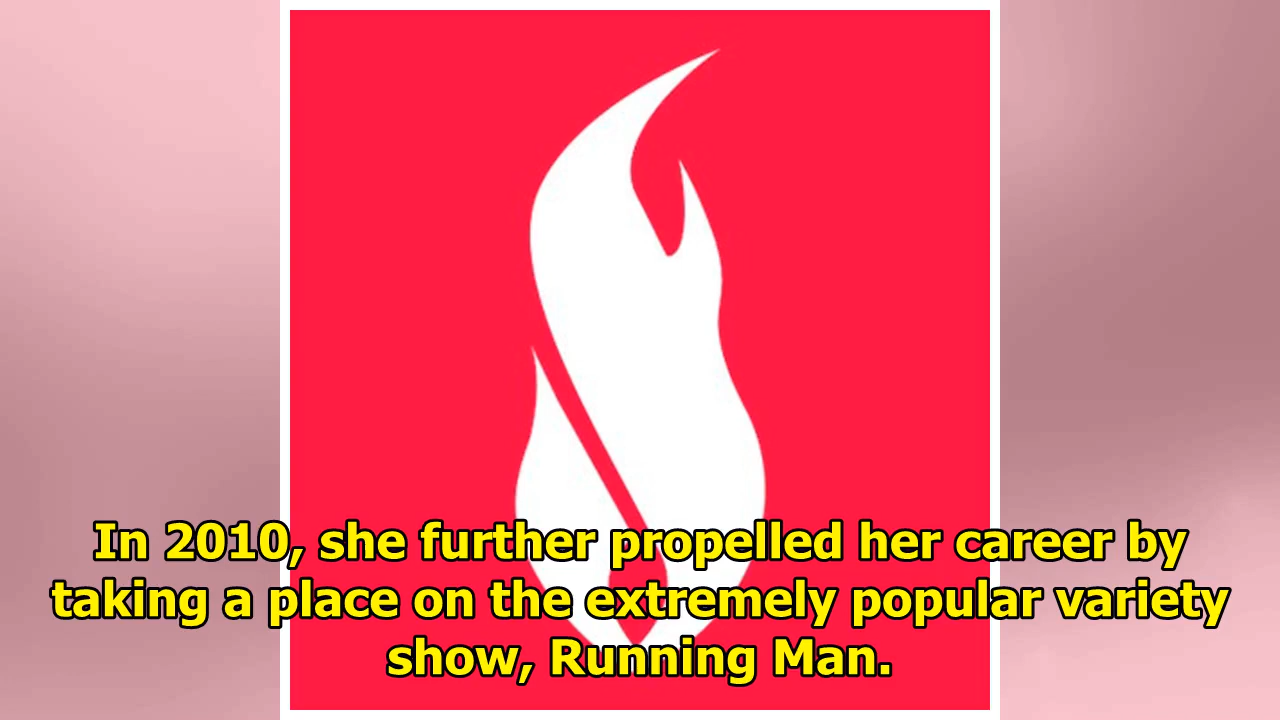 In 2010, she further propelled her career by
taking a place on the extremely popular variety
show, Running Man.